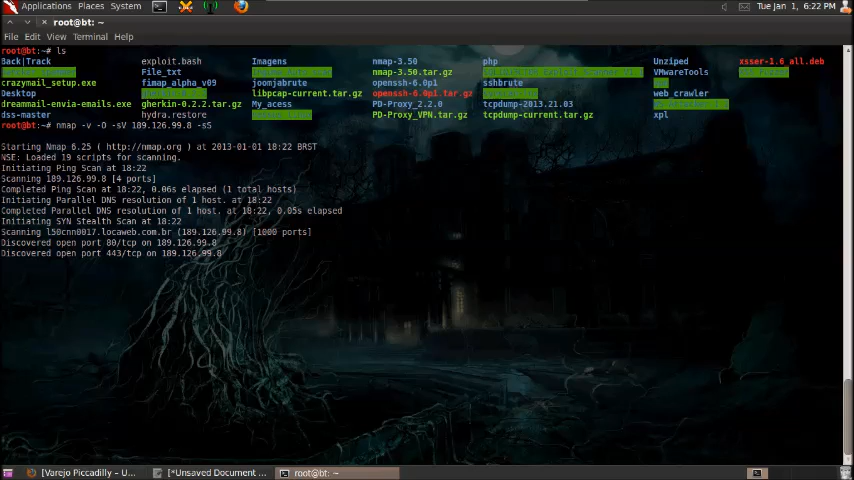 Applications Places System Tue Jan 1, 6:22 PM
root@bt: ~
File Edit View Terminal Help
root@bt:~# ls
Back|Track exploit.bash Imagens nmap-3.50 php Unziped xsser-1.6_all.deb
File_txt nmap-3.50.tar.gz VMwareTools
crazymail_setup.exe fimap_alpha_v09 joomjabrute openssh-6.0p1 sshbrute
Desktop libpcap-current.tar.gz openssh-6.0p1.tar.gz web_crawler
dreammail-envia-emails.exe gherkin-0.2.2.tar.gz My_acess PD-Proxy_2.2.0 tcpdump-2013.21.03
dss-master hydra.restore PD-Proxy_VPN.tar.gz tcpdump-current.tar.gz xpl
root@bt:~# nmap -v -O -sV 189.126.99.8 -sS
Starting Nmap 6.25 ( http://nmap.org ) at 2013-01-01 18:22 BRST
NSE: Loaded 19 scripts for scanning.
Initiating Ping Scan at 18:22
Scanning 189.126.99.8 [4 ports]
Completed Ping Scan at 18:22, 0.06s elapsed (1 total hosts)
Initiating Parallel DNS resolution of 1 host. at 18:22
Completed Parallel DNS resolution of 1 host. at 18:22, 0.05s elapsed
Initiating SYN Stealth Scan at 18:22
Scanning l50cnn0017.locaweb.com.br (189.126.99.8) [1000 ports]
Discovered open port 80/tcp on 189.126.99.8
Discovered open port 443/tcp on 189.126.99.8
[Varejo Piccadilly – U... [*Unsaved Document ... root@bt: ~